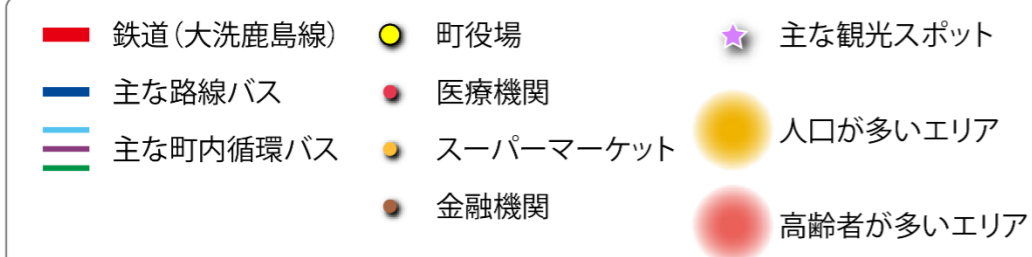 鉄道（大洗鹿島線）
主な路線バス
主な町内循環バス
町役場
医療機関
スーパーマーケット
金融機関
主な観光スポット
人口が多いエリア
高齢者が多いエリア